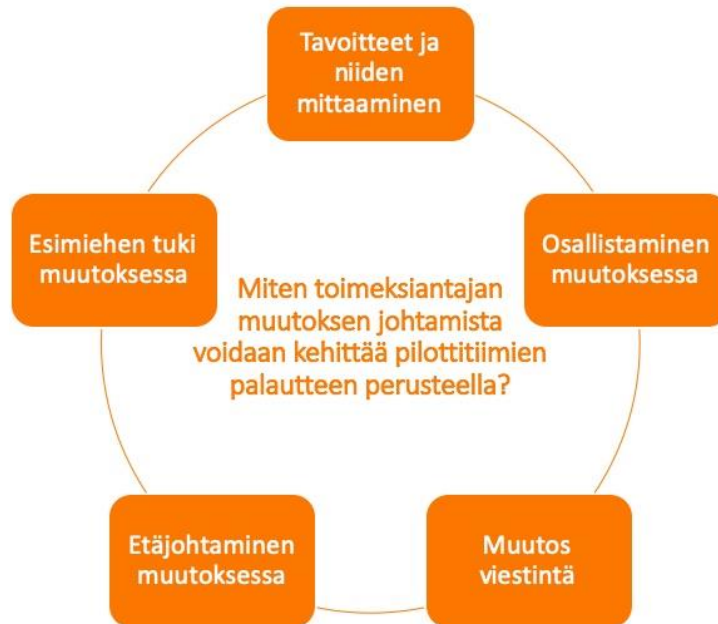 Tavoitteet ja
niiden
mittaaminen
Osallistaminen
muutoksessa
Muutos
viestintä
Etäjohtaminen
muutoksessa
Esimiehen tuki
muutoksessa
Miten toimeksiantajan
muutoksen johtamista
voidaan kehittää pilottitiimien
palautteen perusteella?